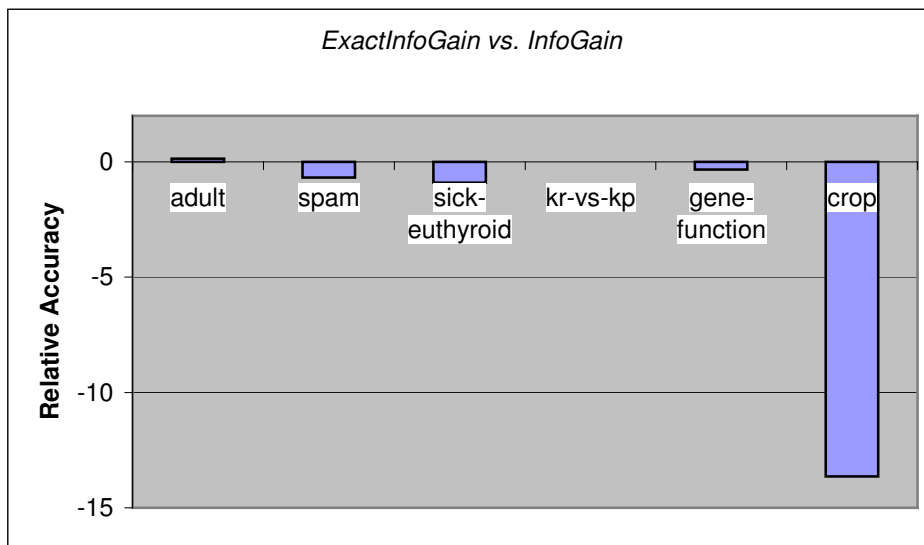 ExactInfoGain vs. InfoGain
Relative Accuracy
0
-5
-10
-15
adult
spam
sick-
euthyroid
kr-vs-kp
gene-
function
crop